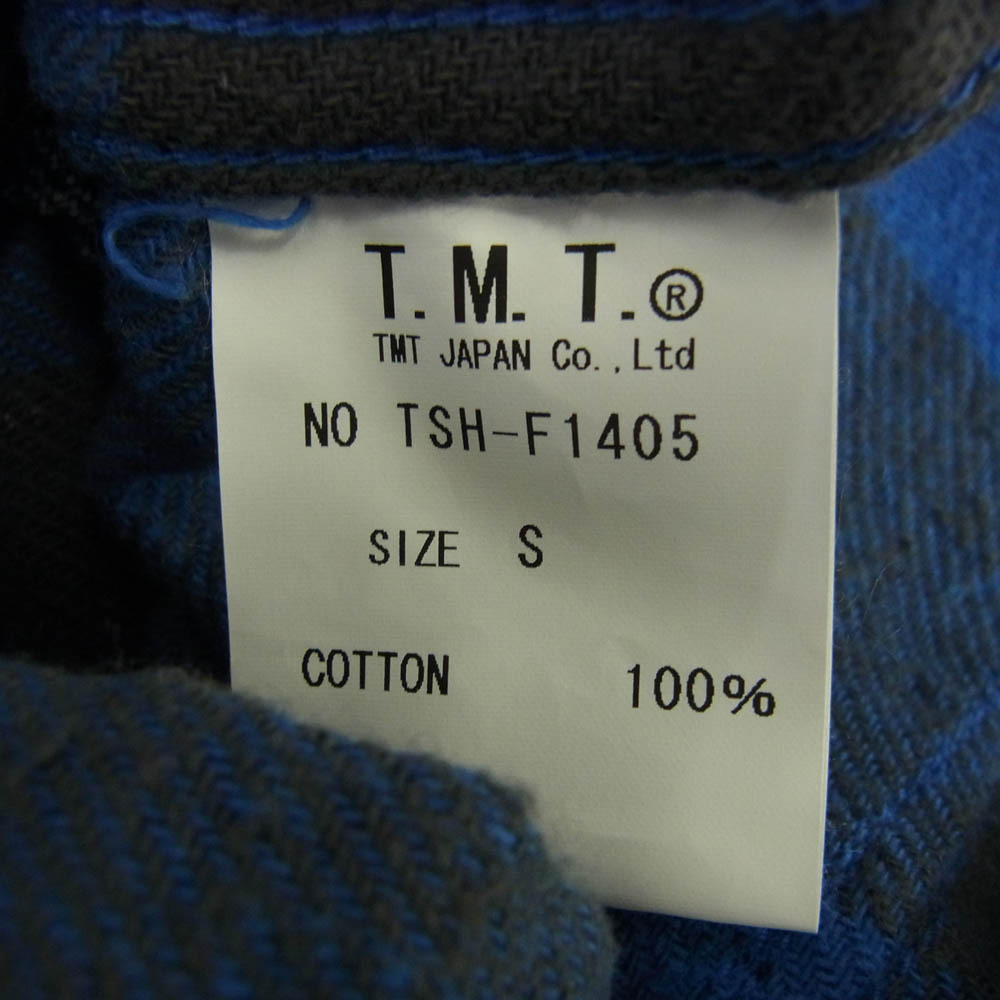 T.M.T.®
TMT JAPAN Co.,Ltd
NO TSH-F1405
SIZE S
COTTON 100%